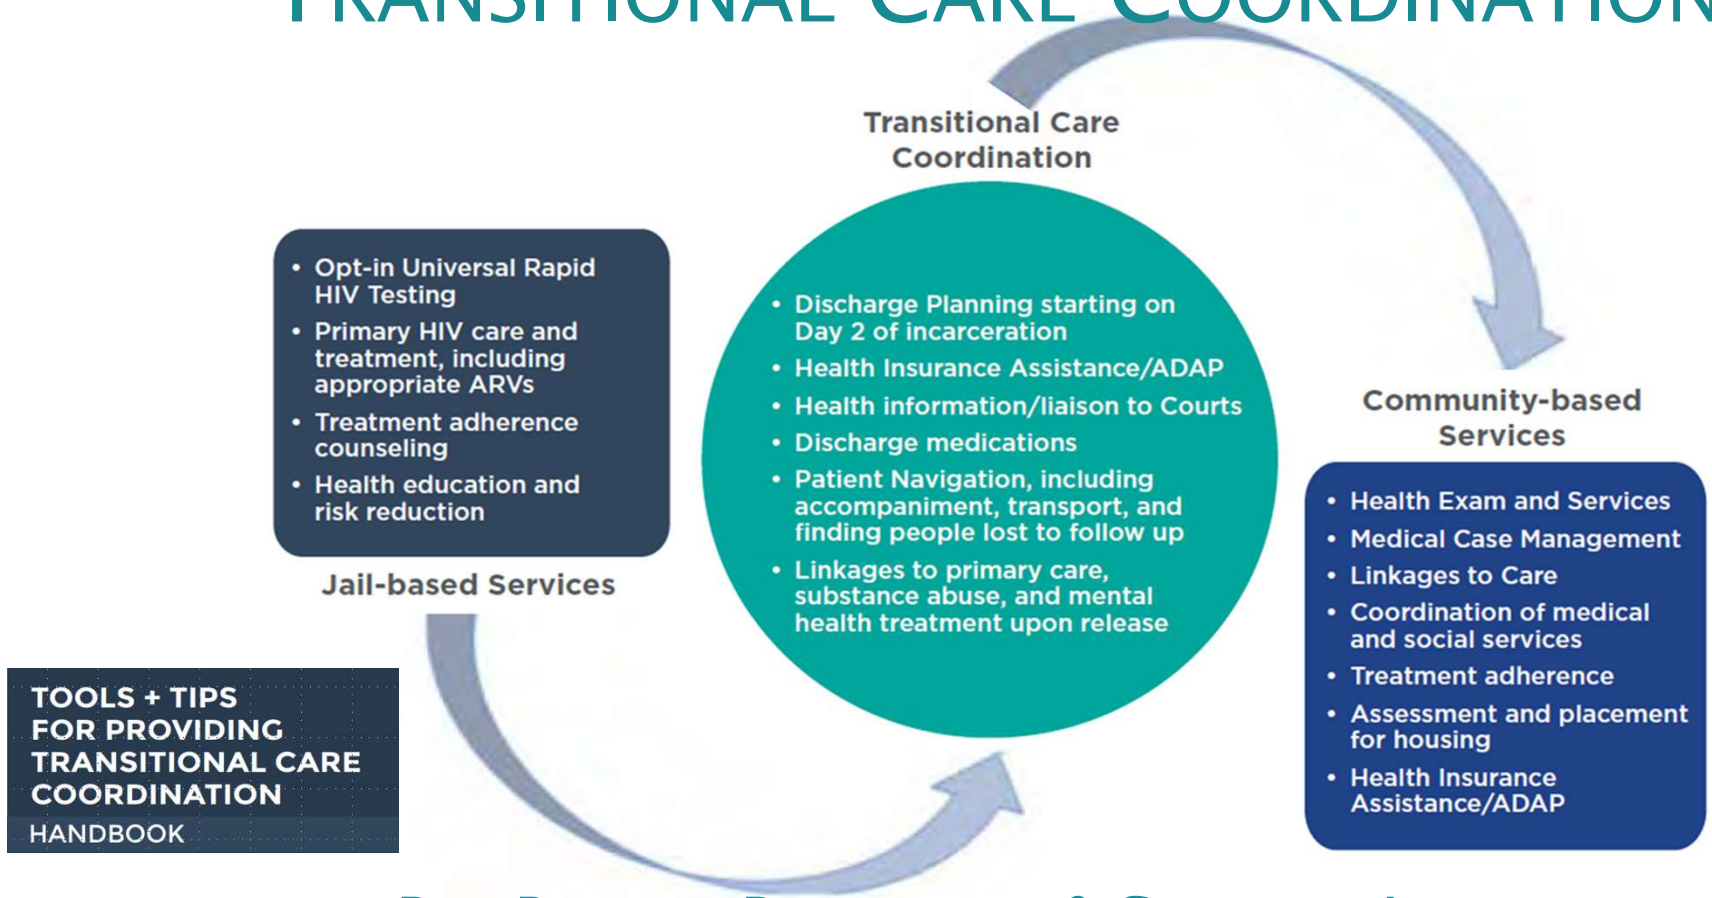 TRANSITIONAL CARE COORDINATION
Transitional Care
Coordination
• Opt-in Universal Rapid
HIV Testing
• Primary HIV care and
treatment, including
appropriate ARVs
• Treatment adherence
counseling
• Health education and
risk reduction
Jail-based Services
• Discharge Planning starting on
Day 2 of incarceration
• Health Insurance Assistance/ADAP
• Health information/liaison to Courts
• Discharge medications
• Patient Navigation, including
accompaniment, transport, and
finding people lost to follow up
• Linkages to primary care,
substance abuse, and mental
health treatment upon release
Community-based
Services
• Health Exam and Services
• Medical Case Management
• Linkages to Care
• Coordination of medical
and social services
• Treatment adherence
• Assessment and placement
for housing
• Health Insurance
Assistance/ADAP
TOOLS + TIPS
FOR PROVIDING
TRANSITIONAL CARE
COORDINATION
HANDBOOK